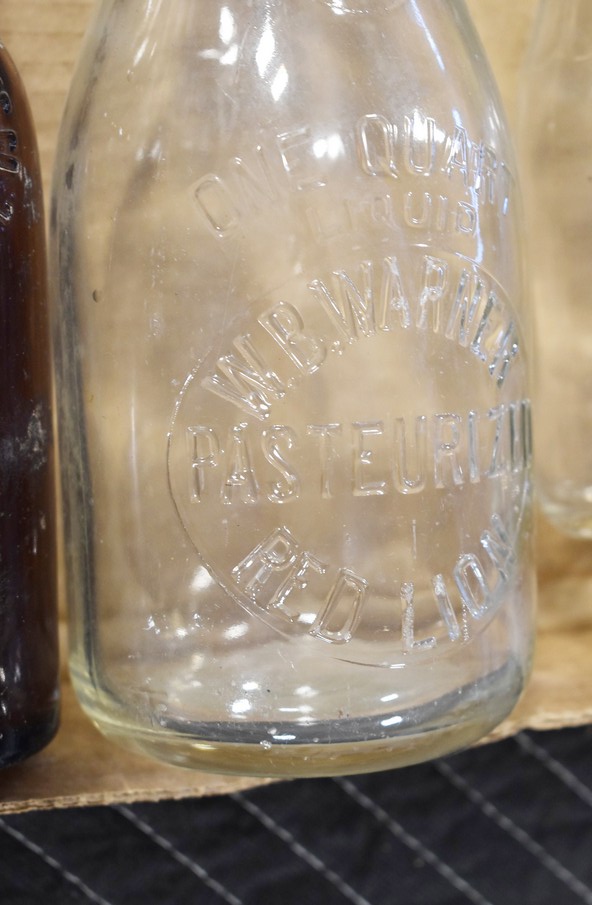 ONE QUART
LIQUID
W.B.WARNER
PASTEURIZED
RED LION